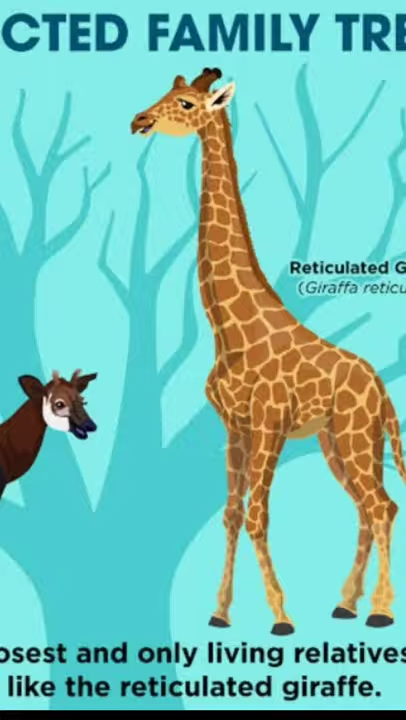 CTED FAMILY TRE
Reticulated G
(Giraffa reticu
osest and only living relatives
like the reticulated giraffe.